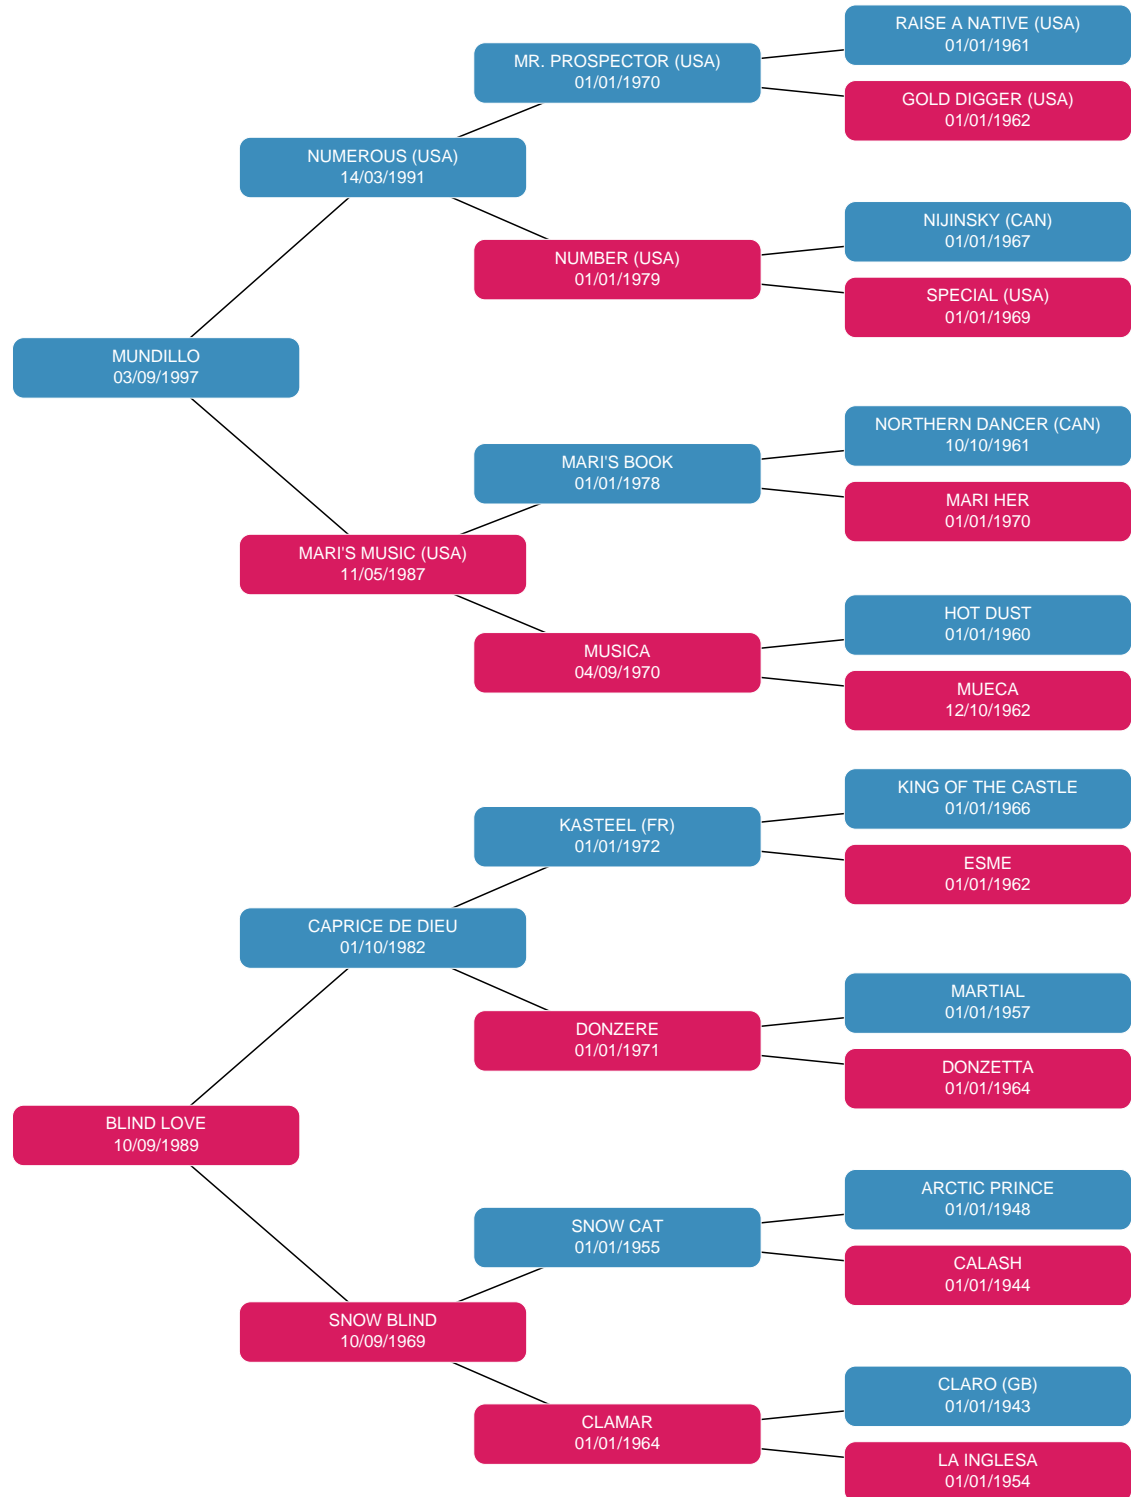 RAISE A NATIVE (USA)
01/01/1961
MR. PROSPECTOR (USA)
01/01/1970
GOLD DIGGER (USA)
01/01/1962
NUMEROUS (USA)
14/03/1991
NIJINSKY (CAN)
01/01/1967
NUMBER (USA)
01/01/1979
SPECIAL (USA)
01/01/1969
MUNDILLO
03/09/1997
NORTHERN DANCER (CAN)
10/10/1961
MARI'S BOOK
01/01/1978
MARI HER
01/01/1970
MARI'S MUSIC (USA)
11/05/1987
HOT DUST
01/01/1960
MUSICA
04/09/1970
MUECA
12/10/1962
KING OF THE CASTLE
01/01/1966
KASTEEL (FR)
01/01/1972
ESME
01/01/1962
CAPRICE DE DIEU
01/10/1982
MARTIAL
01/01/1957
DONZERE
01/01/1971
DONZETTA
01/01/1964
BLIND LOVE
10/09/1989
ARCTIC PRINCE
01/01/1948
SNOW CAT
01/01/1955
CALASH
01/01/1944
SNOW BLIND
10/09/1969
CLARO (GB)
01/01/1943
CLAMAR
01/01/1964
LA INGLESA
01/01/1954